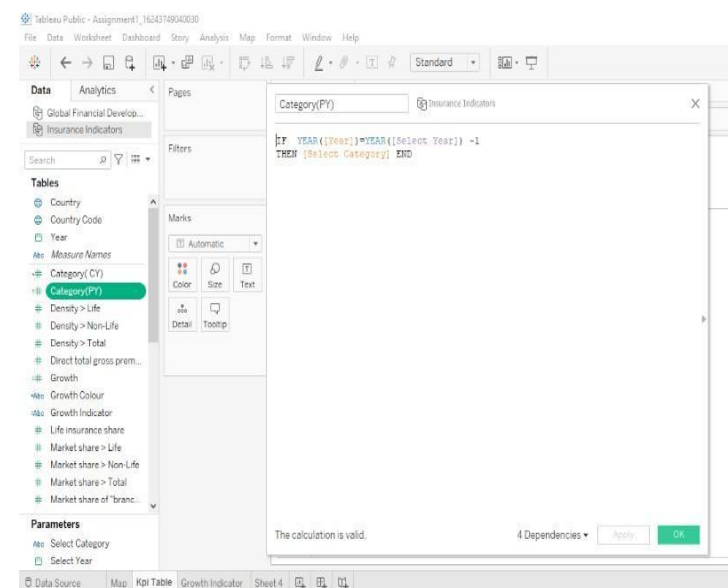 Tableau Public - Assignment1_16243749040030
File Data Worksheet Dashboard Story Analysis Map Format Window Help
Standard
Data Analytics
Global Financial Develop...
Insurance Indicators
Search
Tables
Country
Country Code
Year
Abc Measure Names
Category( CY)
Category(PY)
Density > Life
Density > Non-Life
Density > Total
Direct total gross prem...
Growth
Abc Growth Colour
Abc Growth Indicator
Life insurance share
Market share > Life
Market share > Non-Life
Market share > Total
Market share of "branc...
Parameters
Abc Select Category
Select Year
Pages
Filters
Marks
Automatic
Color Size Text
Detail Tooltip
Category(PY) Insurance Indicators
IF YEAR([Year])=YEAR([Select Year]) -1
THEN [Select Category] END
The calculation is valid. 4 Dependencies Apply OK
Data Source Map Kpi Table Growth Indicator Sheet 4